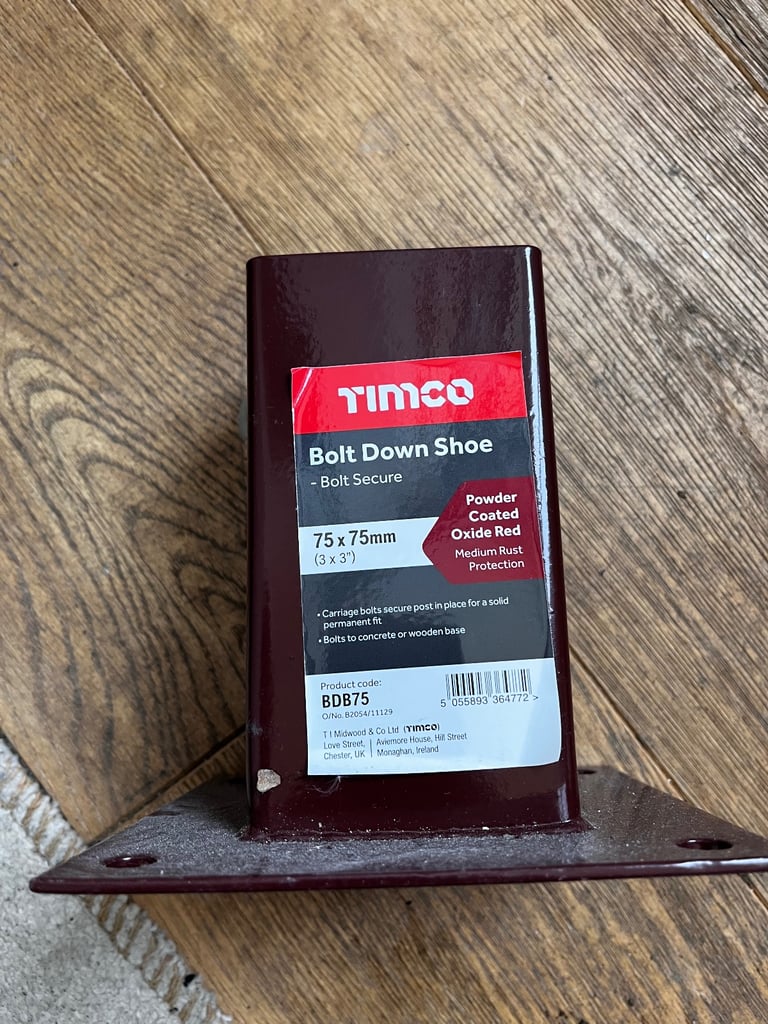 TIMCO
Bolt Down Shoe
- Bolt Secure
Powder
Coated
Oxide Red
Medium Rust
Protection
75 x 75mm
(3 x 3")
• Carriage bolts secure post in place for a solid
permanent fit
• Bolts to concrete or wooden base
Product code:
BDB75
O/No. B2054/11129
5 055893 364772 >
T I Midwood & Co Ltd (TIMCO)
Love Street,
Chester, UK
Aviemore House, Hill Street
Monaghan, Ireland